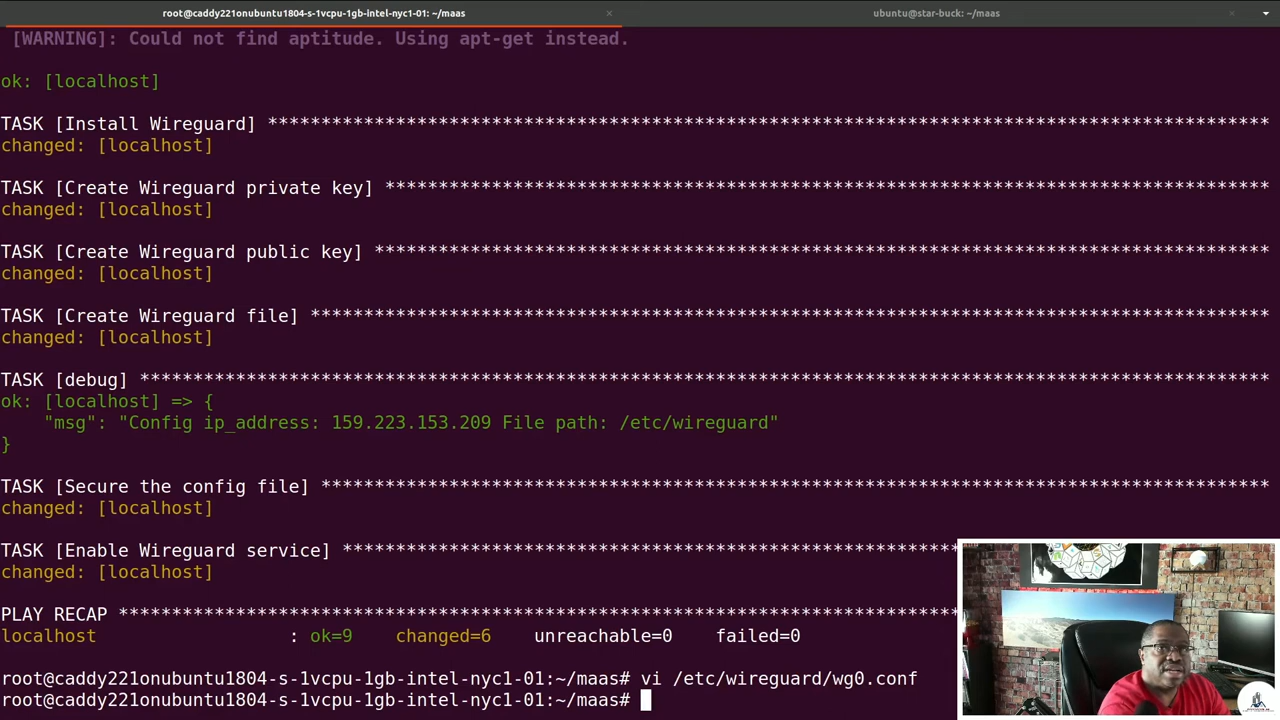 root@caddy221onubuntu1804-s-1vcpu-1gb-intel-nyc1-01: ~/maas
ubuntu@star-buck: ~/maas
[WARNING]: Could not find aptitude. Using apt-get instead.
ok: [localhost]
TASK [Install Wireguard] **********************************************************************************************
changed: [localhost]
TASK [Create Wireguard private key] ***********************************************************************************
changed: [localhost]
TASK [Create Wireguard public key] ************************************************************************************
changed: [localhost]
TASK [Create Wireguard file] ******************************************************************************************
changed: [localhost]
TASK [debug] **********************************************************************************************************
ok: [localhost] => {
"msg": "Config ip_address: 159.223.153.209 File path: /etc/wireguard"
}
TASK [Secure the config file] *****************************************************************************************
changed: [localhost]
TASK [Enable Wireguard service] **********************************************************
changed: [localhost]
PLAY RECAP *******************************************************************************
localhost : ok=9 changed=6 unreachable=0 failed=0
root@caddy221onubuntu1804-s-1vcpu-1gb-intel-nyc1-01:~/maas# vi /etc/wireguard/wg0.conf
root@caddy221onubuntu1804-s-1vcpu-1gb-intel-nyc1-01:~/maas#